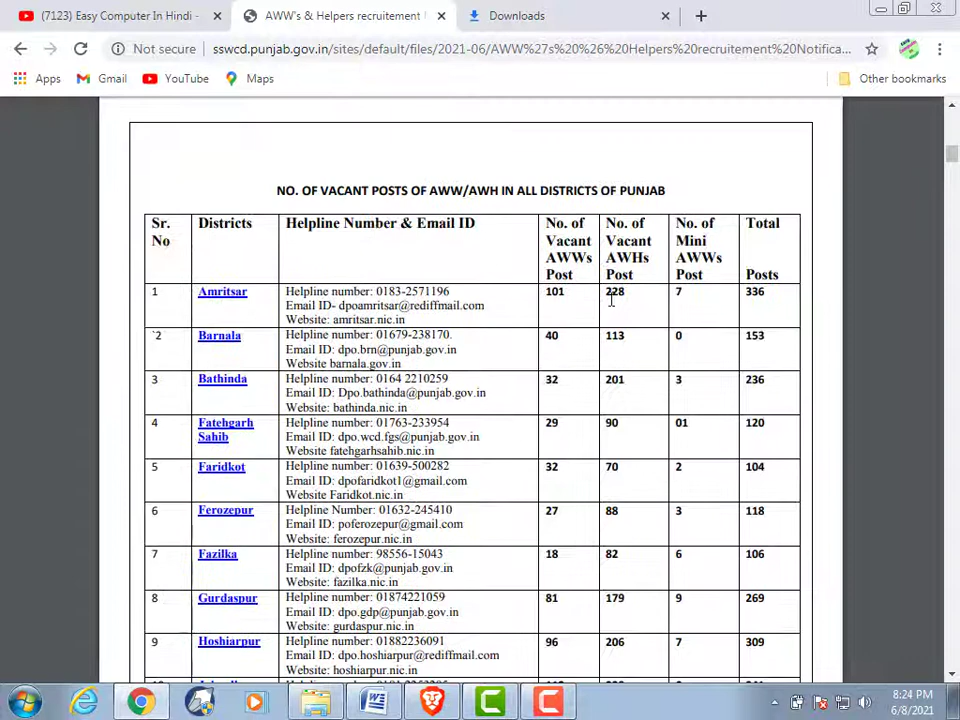 (7123) Easy Computer In Hindi -
AWW's & Helpers recruitement
Downloads
Not secure
sswcd.punjab.gov.in/sites/default/files/2021-06/AWW%27s%20%26%20Helpers%20recruitement%20Notifica...
Apps
Gmail
YouTube
Maps
Other bookmarks
NO. OF VACANT POSTS OF AWW/AWH IN ALL DISTRICTS OF PUNJAB
Sr. No
Districts
Helpline Number & Email ID
No. of Vacant AWWs Post
No. of Vacant AWHs Post
No. of Mini AWWs Post
Total Posts
1
Amritsar
Helpline number: 0183-2571196
Email ID- dpoamritsar@rediffmail.com
Website: amritsar.nic.in
101
228
7
336
`2
Barnala
Helpline number: 01679-238170.
Email ID: dpo.brn@punjab.gov.in
Website barnala.gov.in
40
113
0
153
3
Bathinda
Helpline number: 0164 2210259
Email ID: Dpo.bathinda@punjab.gov.in
Website: bathinda.nic.in
32
201
3
236
4
Fatehgarh
Sahib
Helpline number: 01763-233954
Email ID: dpo.wcd.fgs@punjab.gov.in
Website fatehgarhsahib.nic.in
29
90
01
120
5
Faridkot
Helpline number: 01639-500282
Email ID: dpofaridkot1@gmail.com
Website Faridkot.nic.in
32
70
2
104
6
Ferozepur
Helpline Number: 01632-245410
Email ID: poferozepur@gmail.com
Website: ferozepur.nic.in
27
88
3
118
7
Fazilka
Helpline number: 98556-15043
Email ID: dpofzk@punjab.gov.in
Website: fazilka.nic.in
18
82
6
106
8
Gurdaspur
Helpline number: 01874221059
Email ID: dpo.gdp@punjab.gov.in
Website: gurdaspur.nic.in
81
179
9
269
9
Hoshiarpur
Helpline number: 01882236091
Email ID: dpo.hoshiarpur@rediffmail.com
Website: hoshiarpur.nic.in
96
206
7
309
8:24 PM
6/8/2021